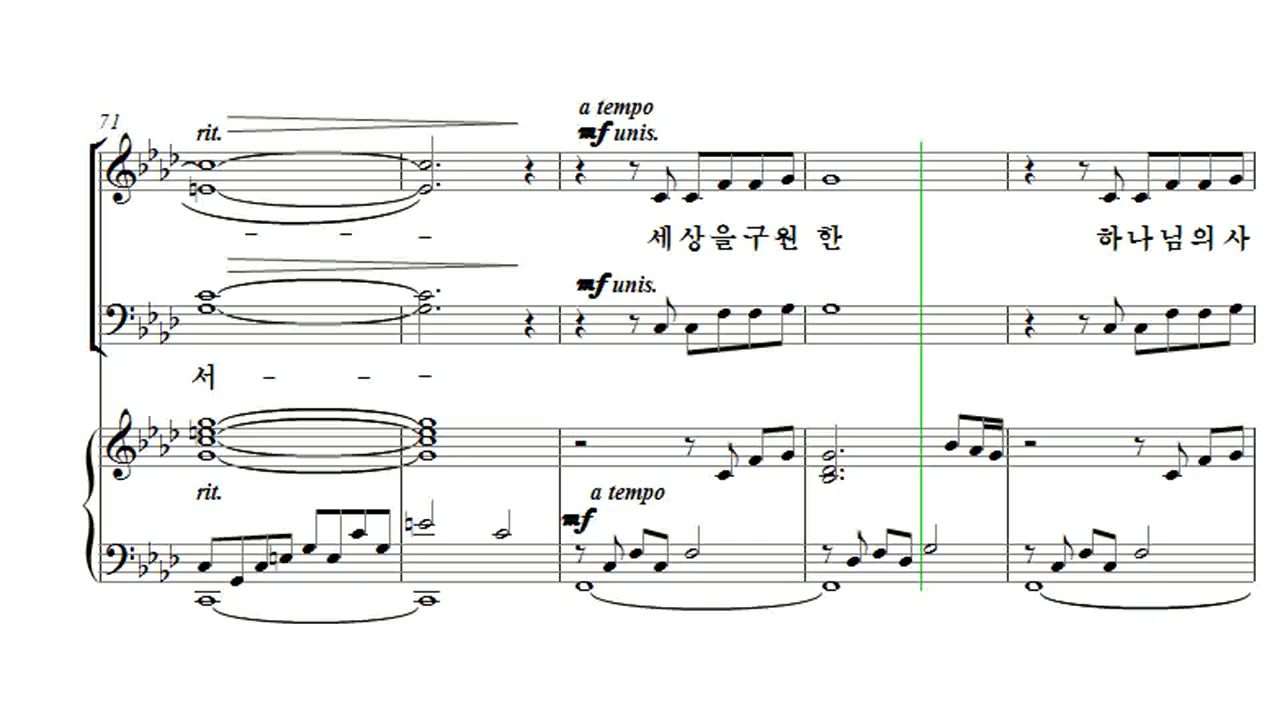 71
a tempo
rit.
mf unis.
세 상 을 구 원 한 하 나 님 의 사
mf unis.
서
rit.
a tempo
mf